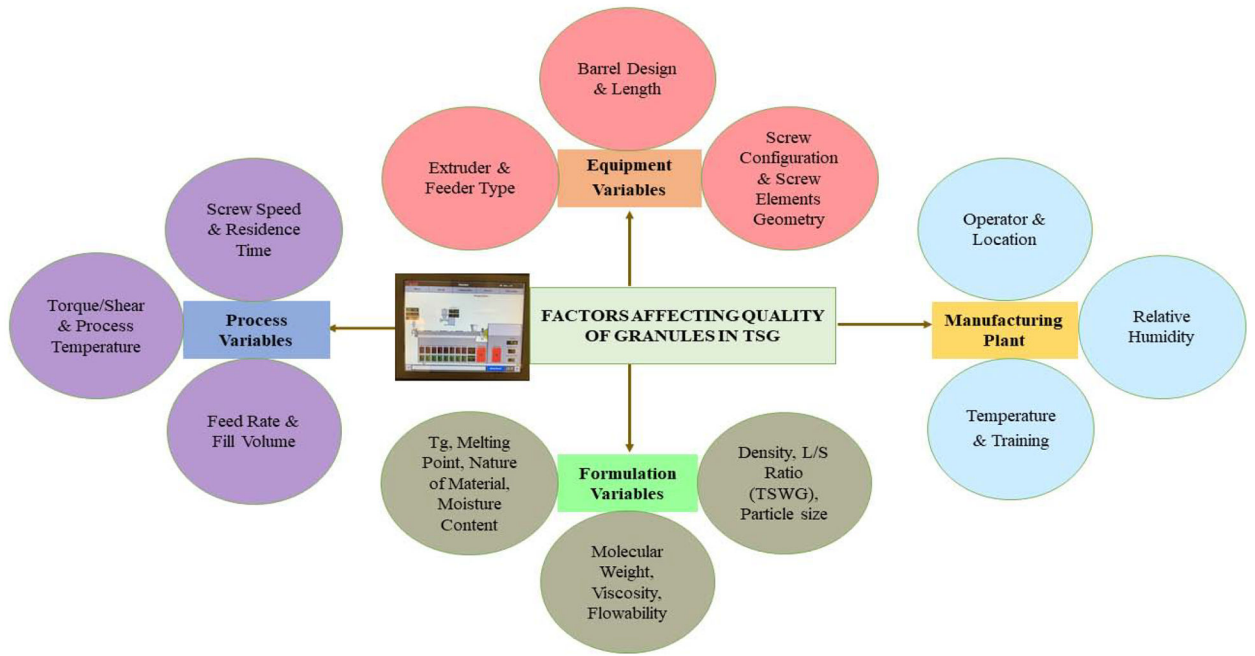 Barrel Design
& Length
Extruder &
Feeder Type
Equipment
Variables
Screw
Configuration
& Screw
Elements
Geometry
Screw Speed
& Residence
Time
Torque/Shear
& Process
Temperature
Process
Variables
Feed Rate &
Fill Volume
FACTORS AFFECTING QUALITY
OF GRANULES IN TSG
Operator &
Location
Manufacturing
Plant
Relative
Humidity
Temperature
& Training
Tg, Melting
Point, Nature
of Material,
Moisture
Content
Formulation
Variables
Density, L/S
Ratio
(TSWG),
Particle size
Molecular
Weight,
Viscosity,
Flowability